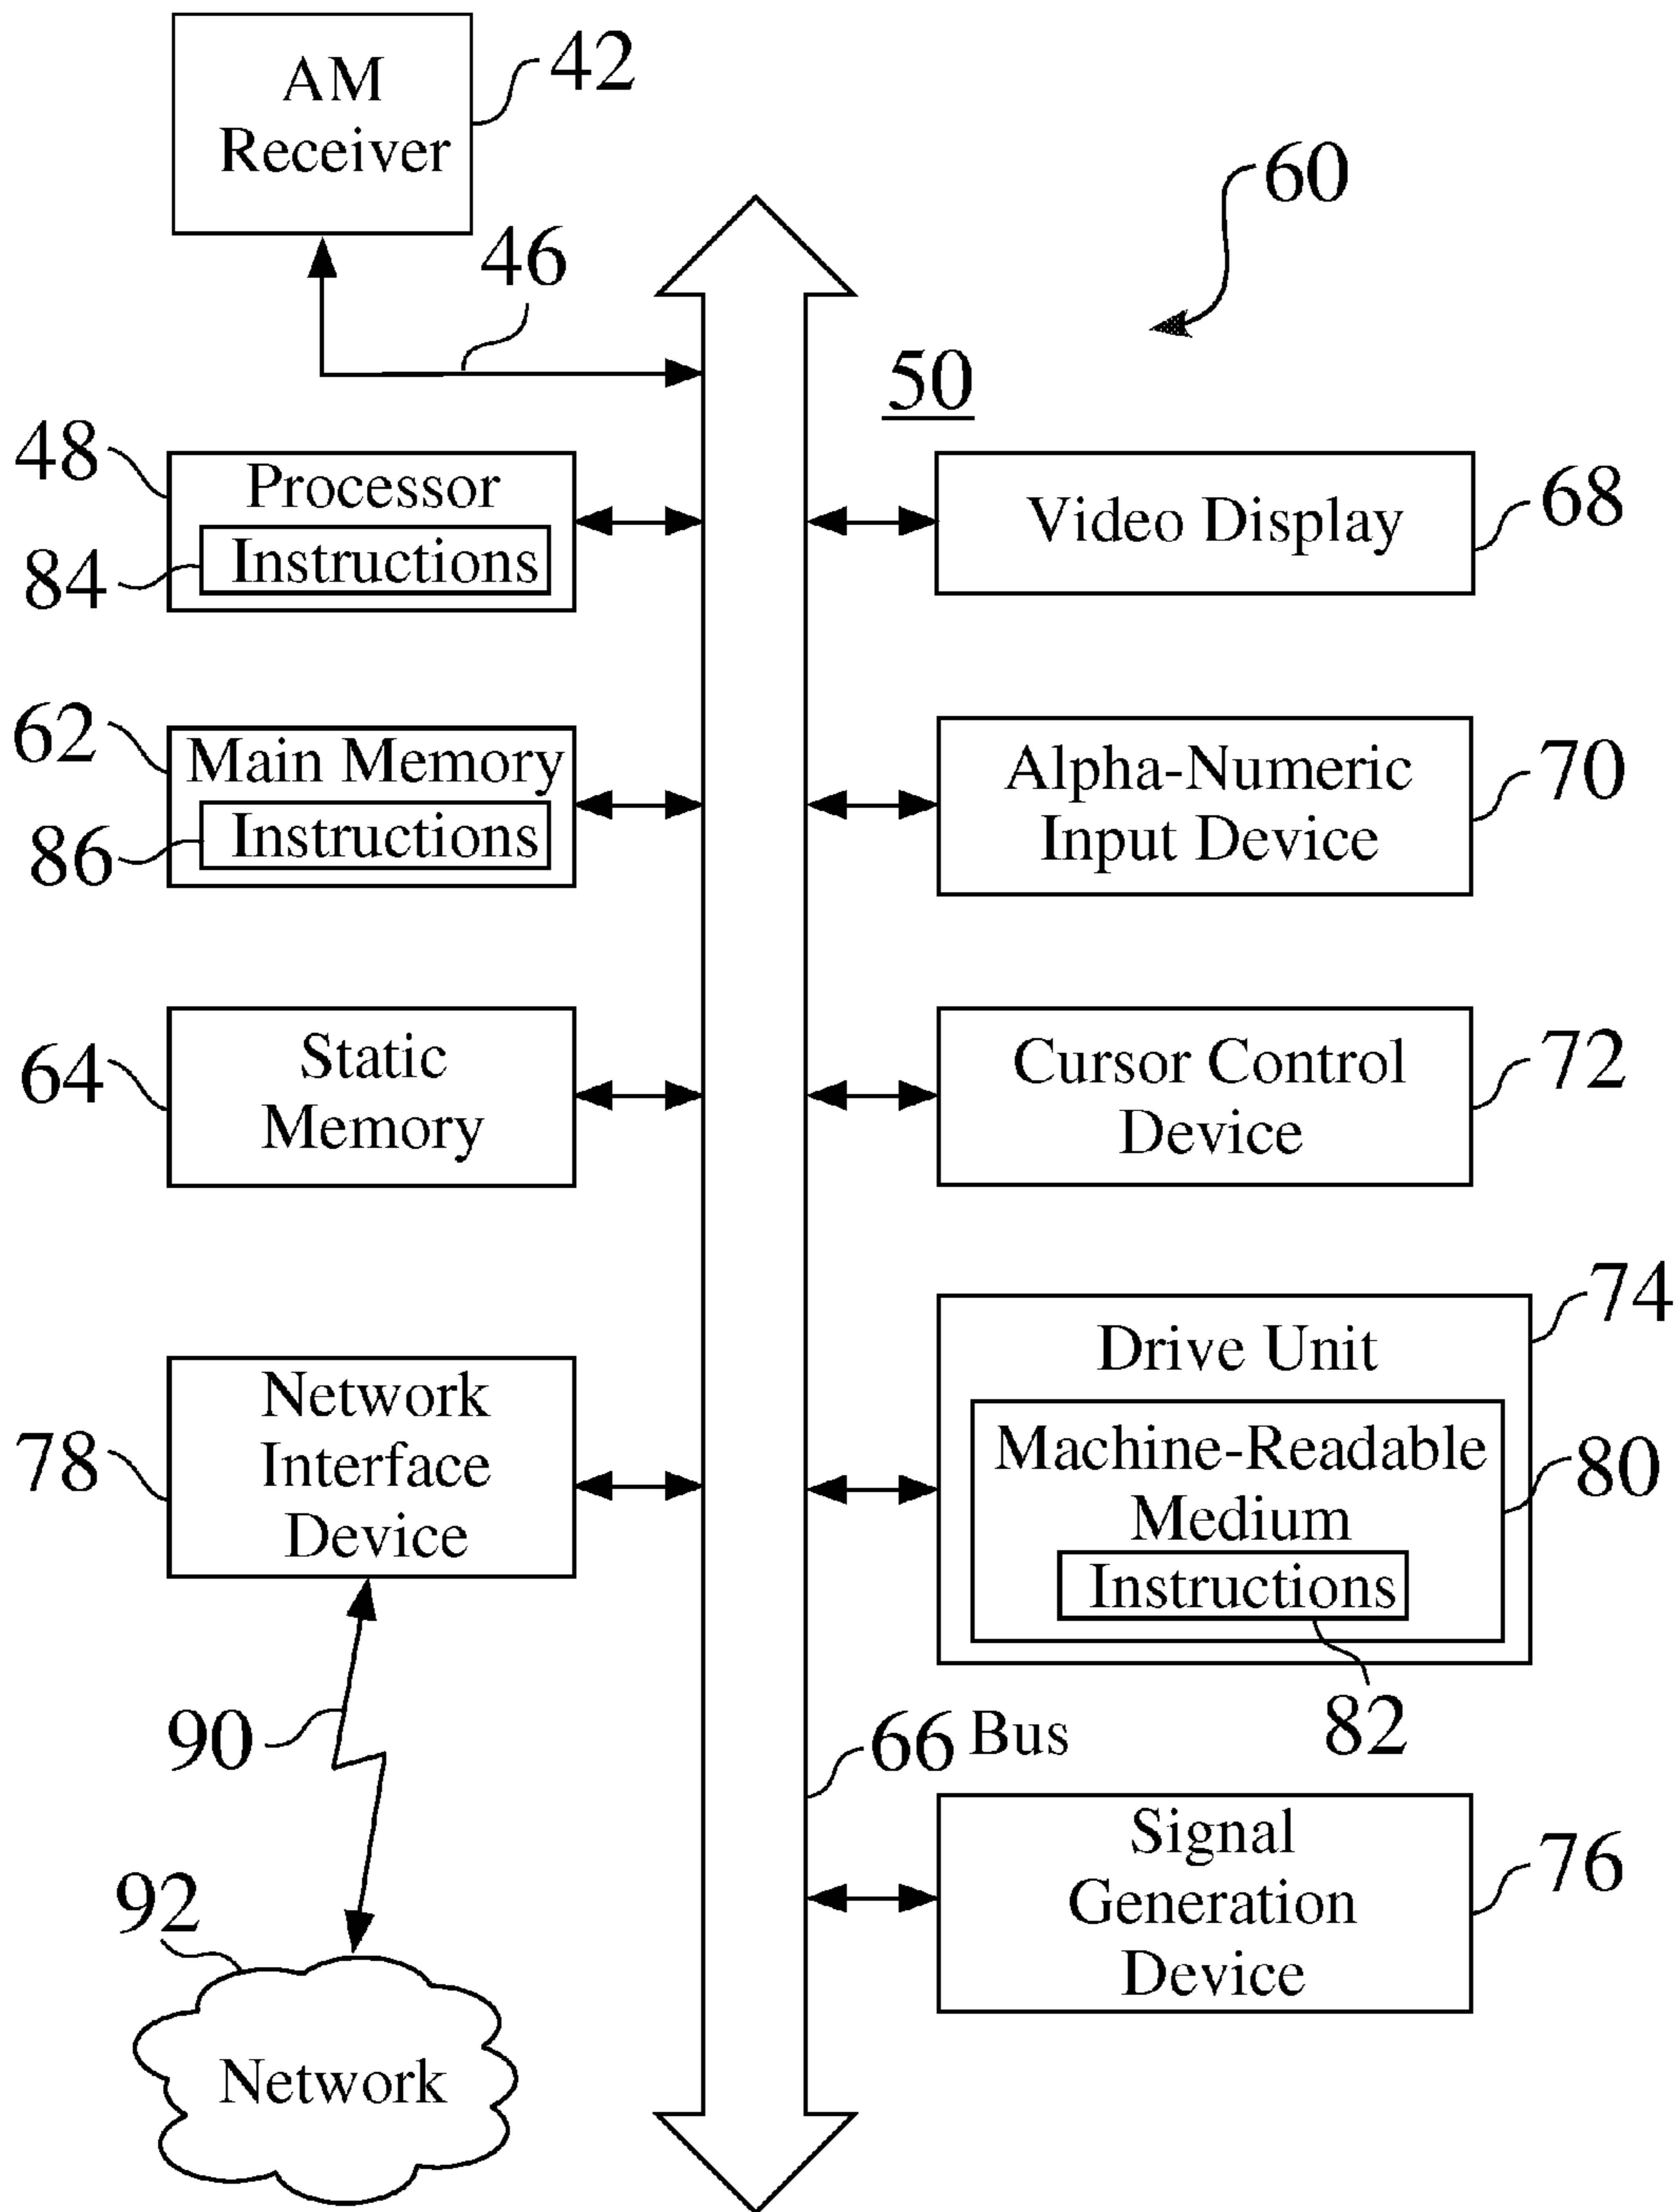 AM
Receiver
42
46
60
50
48
Processor
84
Instructions
Video Display
68
62
Main Memory
86
Instructions
Alpha-Numeric
Input Device
70
64
Static
Memory
Cursor Control
Device
72
78
Network
Interface
Device
74
Drive Unit
Machine-Readable
Medium
80
Instructions
82
90
66 Bus
92
Network
Signal
Generation
Device
76